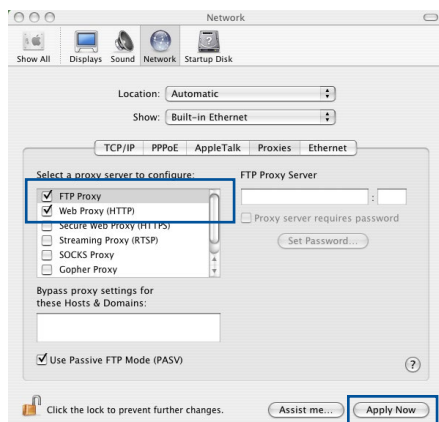 Network
Show All Displays Sound Network Startup Disk
Location: Automatic
Show: Built-in Ethernet
TCP/IP PPPoE AppleTalk Proxies Ethernet
Select a proxy server to configure: FTP Proxy Server
FTP Proxy :
Web Proxy (HTTP) Proxy server requires password
Secure Web Proxy (HTTPS)
Streaming Proxy (RTSP) Set Password...
SOCKS Proxy
Gopher Proxy
Bypass proxy settings for
these Hosts & Domains:
Use Passive FTP Mode (PASV) ?
Click the lock to prevent further changes. Assist me... Apply Now